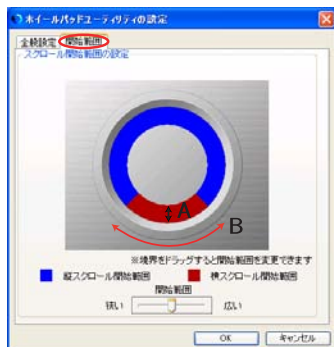 ホイールパッドユーティリティの設定
全般設定 開始範囲
スクロール開始範囲の設定
A
B
※境界をドラッグすると開始範囲を変更できます
縦スクロール開始範囲 横スクロール開始範囲
開始範囲
狭い 広い
OK キャンセル